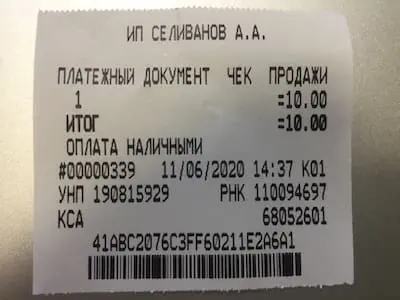 ИП СЕЛИВАНОВ А.А.
ПЛАТЕЖНЫЙ ДОКУМЕНТ ЧЕК ПРОДАЖИ
1 =10.00
ИТОГ =10.00
ОПЛАТА НАЛИЧНЫМИ
#00000339 11/06/2020 14:37 К01
УНП 190815929 РНК 110094697
КСА 68052601
41ABC2076C3FF60211E2A6A1